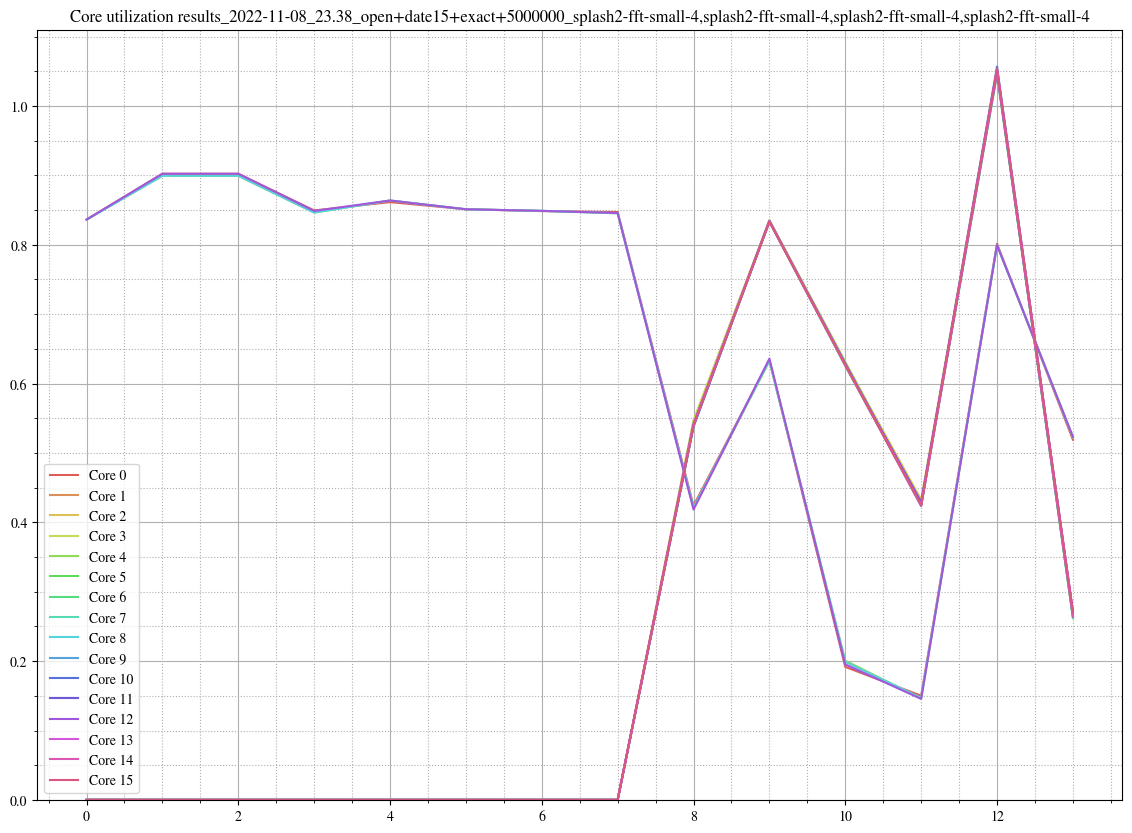 Core utilization results_2022-11-08_23.38_open+date15+exact+5000000_splash2-fft-small-4,splash2-fft-small-4,splash2-fft-small-4,splash2-fft-small-4
1.0
0.8
0.6
0.4
0.2
0.0
Core 0
Core 1
Core 2
Core 3
Core 4
Core 5
Core 6
Core 7
Core 8
Core 9
Core 10
Core 11
Core 12
Core 13
Core 14
Core 15
0 2 4 6 8 10 12